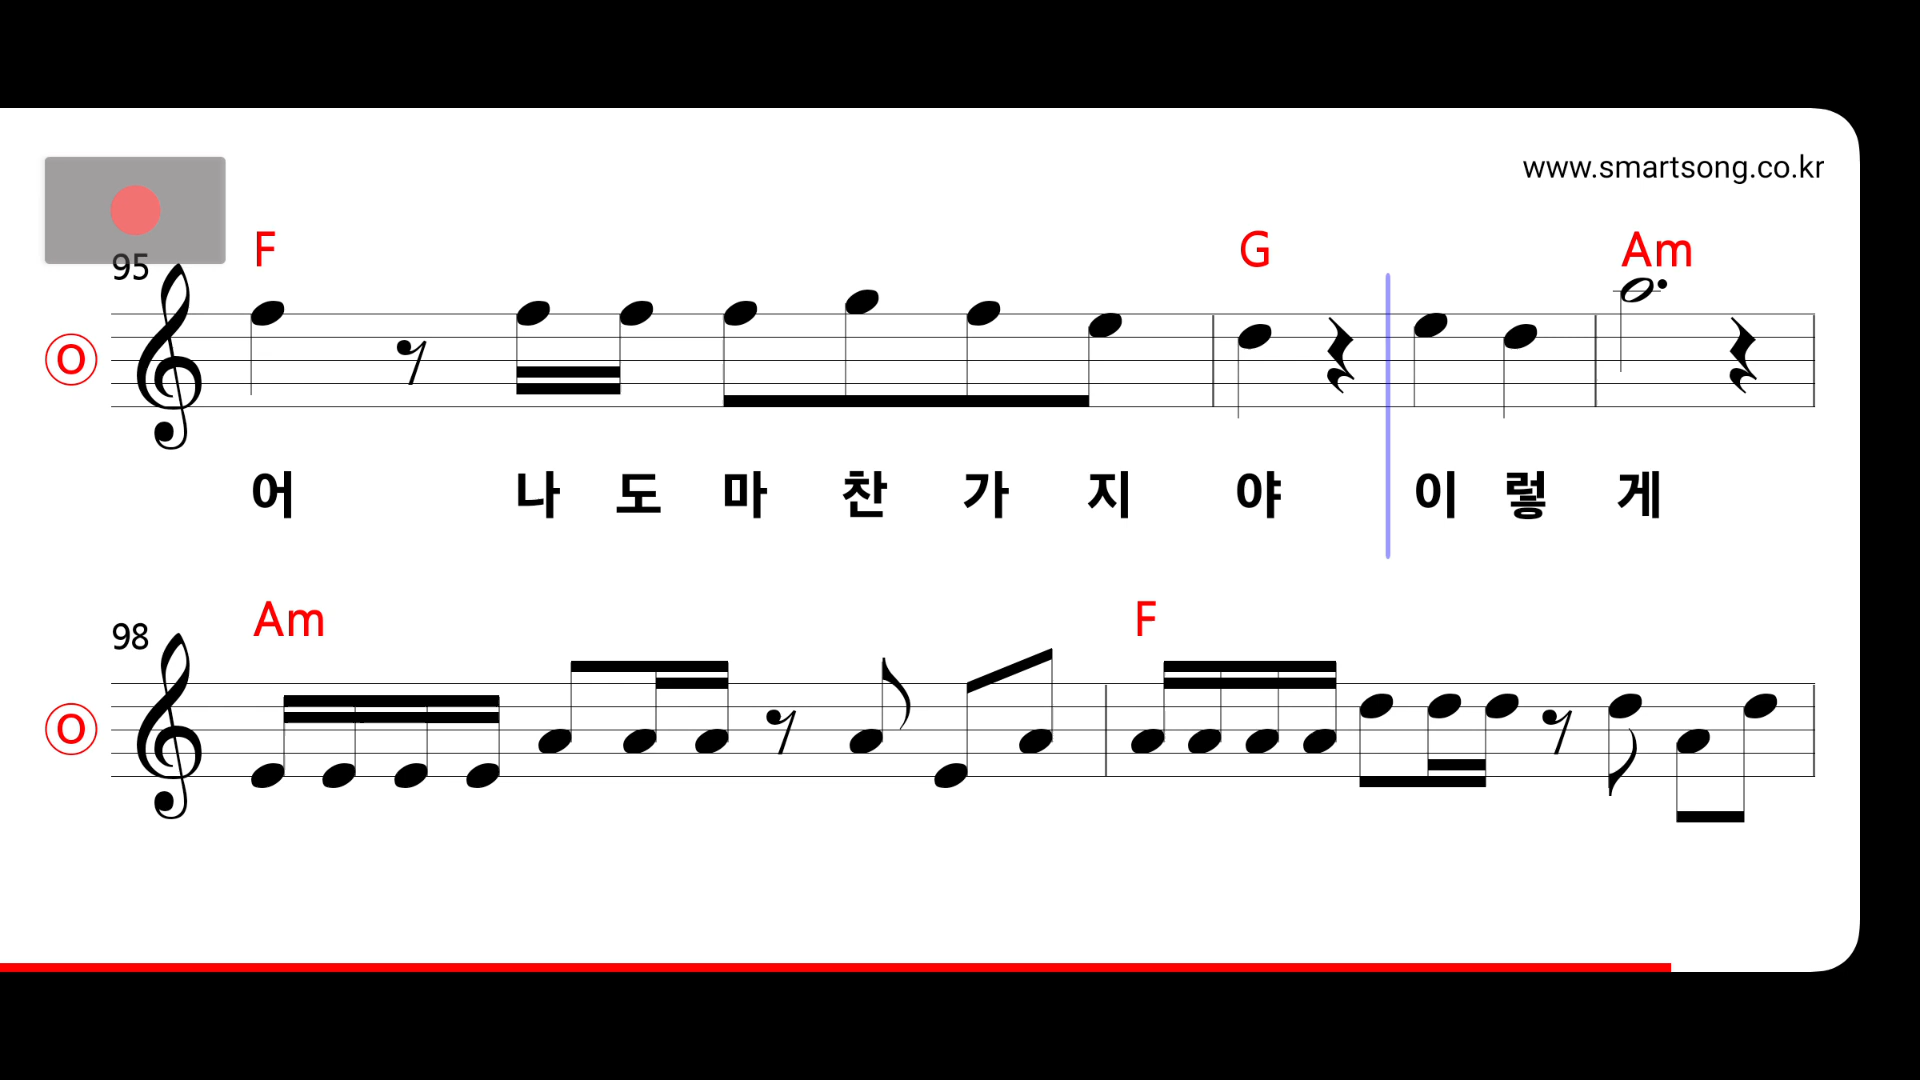 www.smartsong.co.kr
95 F G Am
O
어 나 도 마 찬 가 지 야 이 렇 게
98 Am F
O